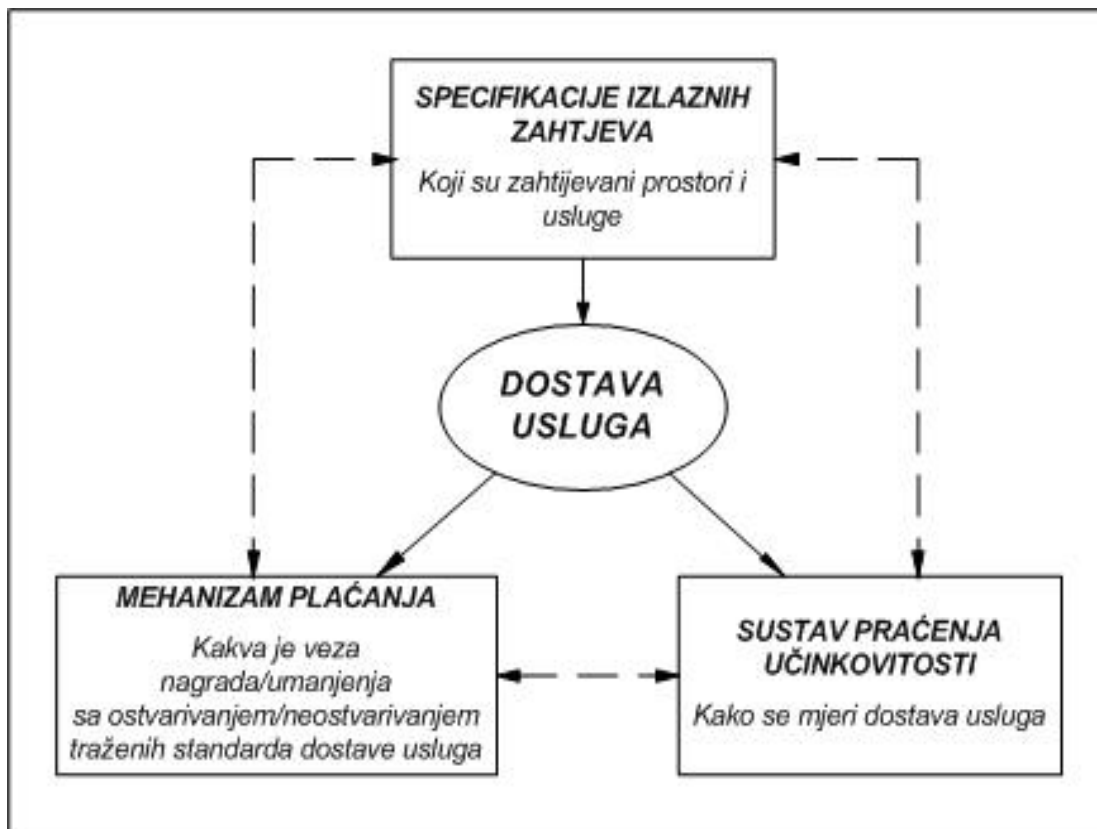 SPECIFIKACIJE IZLAZNIH
ZAHTJEVA
Koji su zahtijevani prostori i
usluge
DOSTAVA
USLUGA
MEHANIZAM PLAĆANJA
Kakva je veza
nagrada/umanjenja
sa ostvarivanjem/neostvarivanjem
traženih standarda dostave usluga
SUSTAV PRAĆENJA
UČINKOVITOSTI
Kako se mjeri dostava usluga